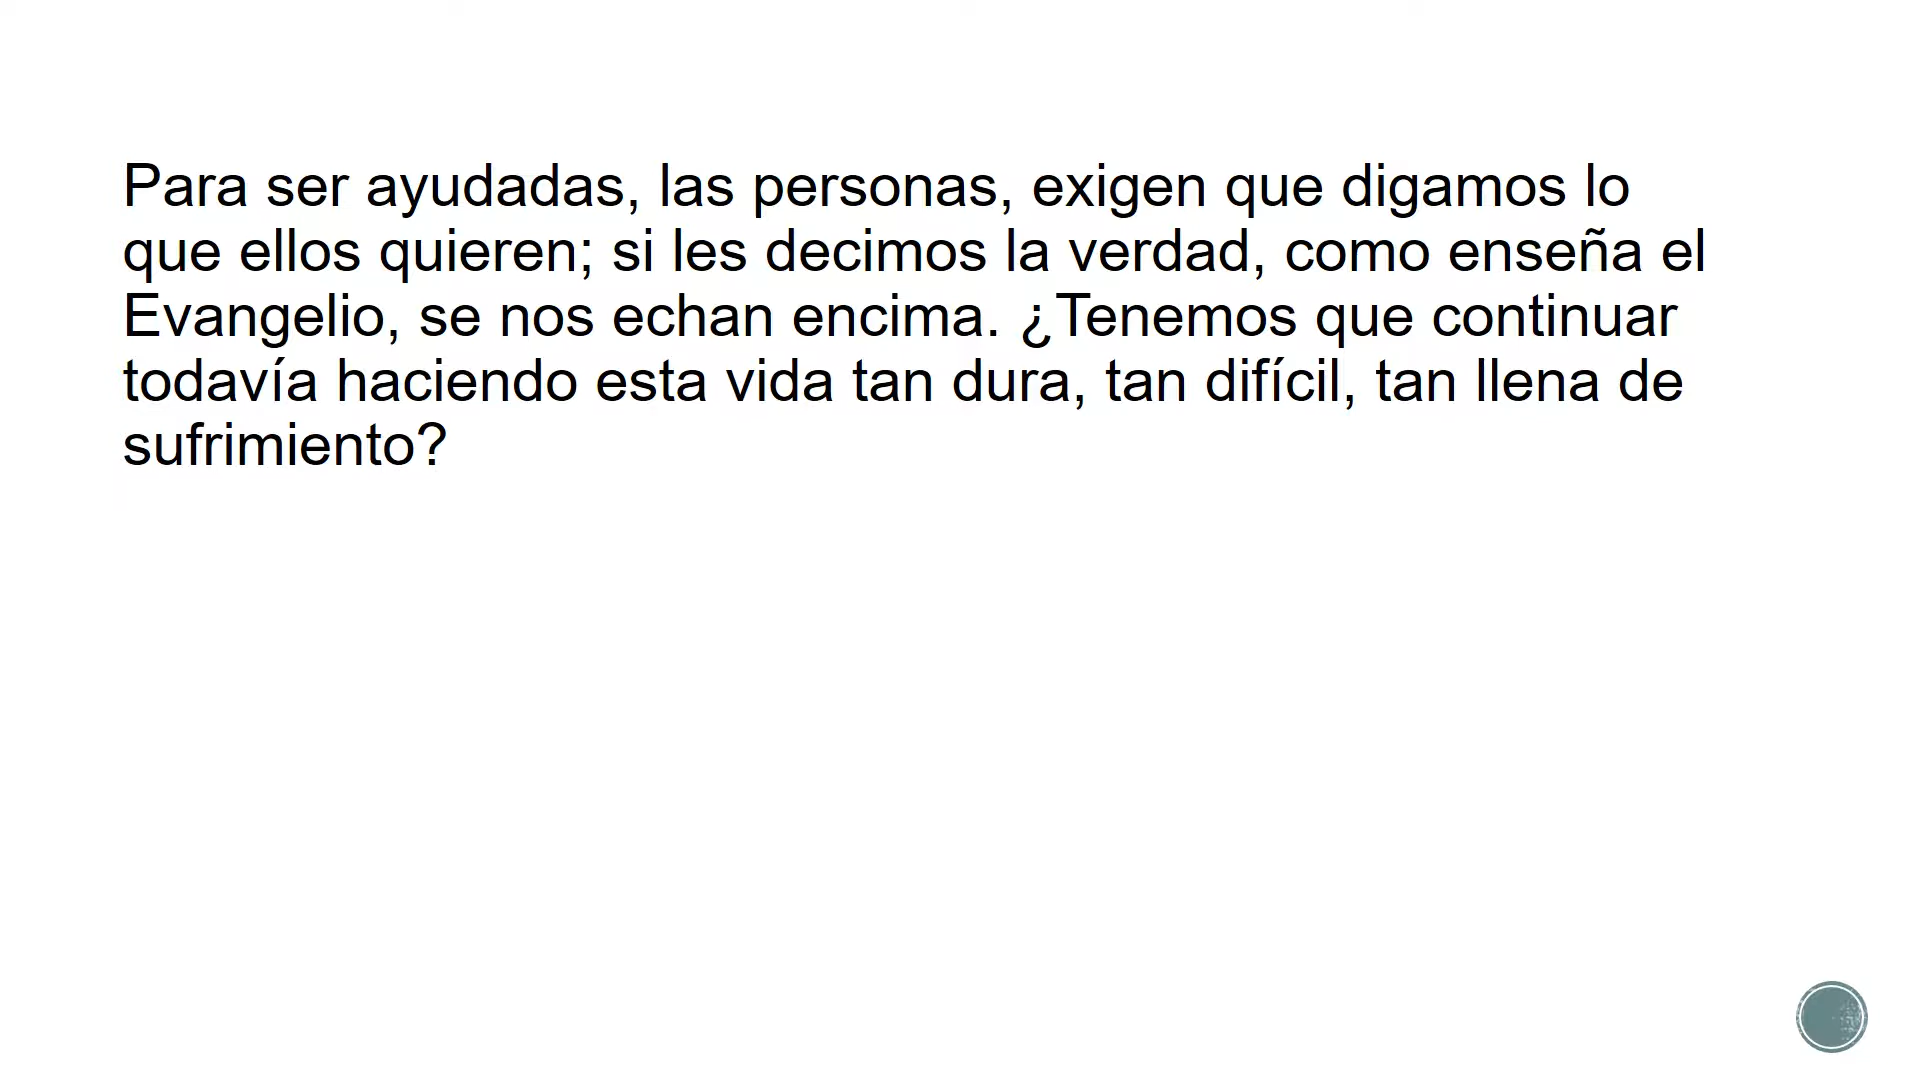 Para ser ayudadas, las personas, exigen que digamos lo
que ellos quieren; si les decimos la verdad, como enseña el
Evangelio, se nos echan encima. ¿Tenemos que continuar
todavía haciendo esta vida tan dura, tan difícil, tan llena de
sufrimiento?